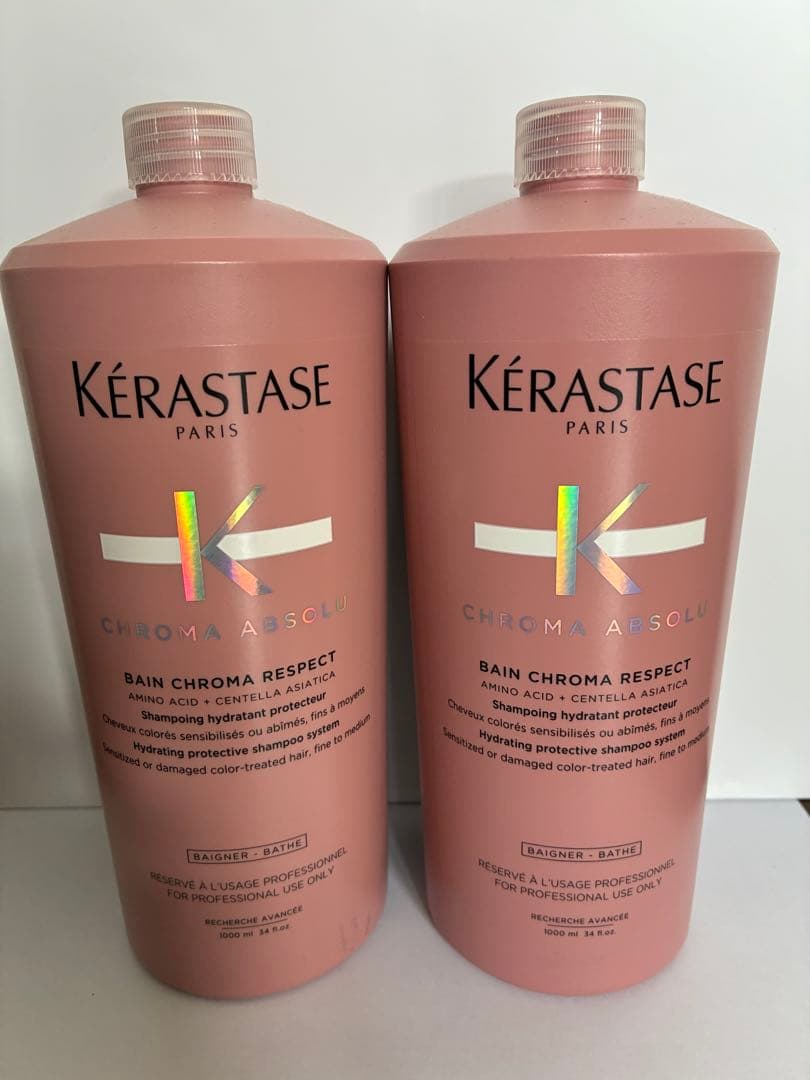 KÉRASTASE
PARIS
K
CHROMA ABSOLU
BAIN CHROMA RESPECT
AMINO ACID + CENTELLA ASIATICA
Shampoing hydratant protecteur
Cheveux colorés sensibilisés ou abîmés, fins à moyens
Hydrating protective shampoo system
Sensitized or damaged color-treated hair, fine to medium
BAIGNER - BATHE
RÉSERVÉ À L'USAGE PROFESSIONNEL
FOR PROFESSIONAL USE ONLY
RECHERCHE AVANCÉE
1000 ml 34 fl.oz.
KÉRASTASE
PARIS
K
CHROMA ABSOLU
BAIN CHROMA RESPECT
AMINO ACID + CENTELLA ASIATICA
Shampoing hydratant protecteur
Cheveux colorés sensibilisés ou abîmés, fins à moyens
Hydrating protective shampoo system
Sensitized or damaged color-treated hair, fine to medium
BAIGNER - BATHE
RÉSERVÉ À L'USAGE PROFESSIONNEL
FOR PROFESSIONAL USE ONLY
RECHERCHE AVANCÉE
1000 ml 34 fl.oz.